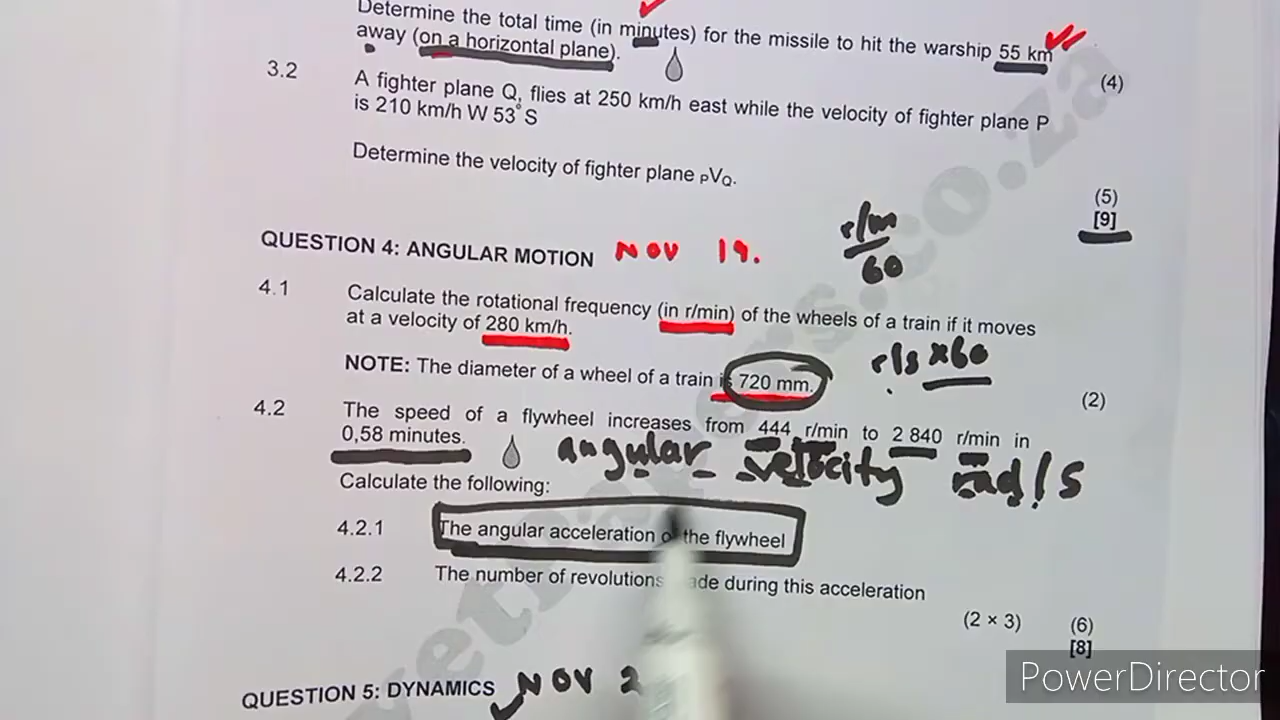 Determine the total time (in minutes) for the missile to hit the warship 55 km
away (on a horizontal plane).
(4)
3.2 A fighter plane Q, flies at 250 km/h east while the velocity of fighter plane P
is 210 km/h W 53° S
Determine the velocity of fighter plane PVQ.
(5)
[9]
r/m
60
QUESTION 4: ANGULAR MOTION NOV 19.
4.1 Calculate the rotational frequency (in r/min) of the wheels of a train if it moves
at a velocity of 280 km/h.
r/s ×60
NOTE: The diameter of a wheel of a train is 720 mm.
(2)
4.2 The speed of a flywheel increases from 444 r/min to 2 840 r/min in
0,58 minutes.
angular velocity rad/s
Calculate the following:
4.2.1 The angular acceleration of the flywheel
4.2.2 The number of revolutions made during this acceleration
(2 × 3) (6)
[8]
QUESTION 5: DYNAMICS NOV 2
PowerDirector